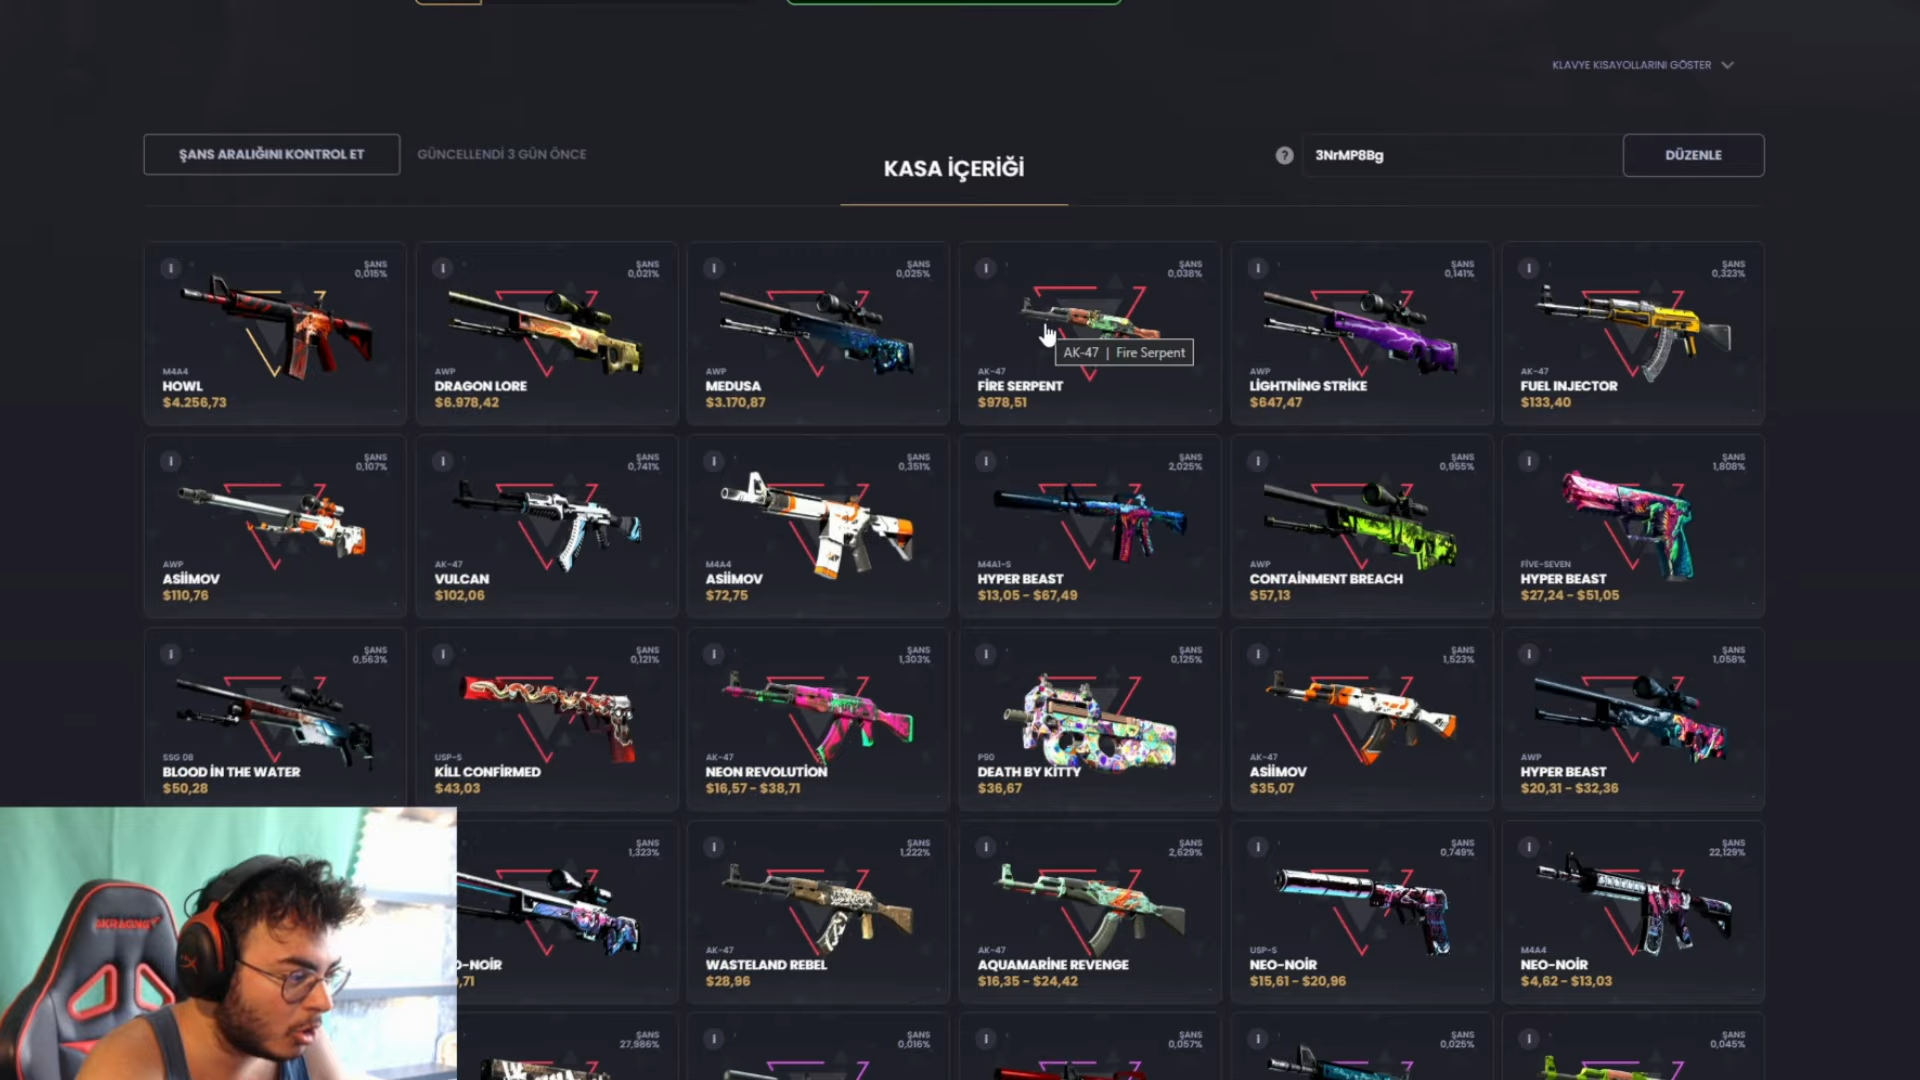 KLAVYE KISAYOLLARINI GÖSTER
ŞANS ARALIĞINI KONTROL ET
GÜNCELLENDİ 3 GÜN ÖNCE
KASA İÇERİĞİ
?
3NrMP8Bg
DÜZENLE
ŞANS
0,015%
M4A4
HOWL
$4.256,73
ŞANS
0,021%
AWP
DRAGON LORE
$6.978,42
ŞANS
0,025%
AWP
MEDUSA
$3.170,87
ŞANS
0,038%
AK-47 | Fire Serpent
AK-47
FİRE SERPENT
$978,51
ŞANS
0,141%
AWP
LİGHTNİNG STRİKE
$647,47
ŞANS
0,323%
AK-47
FUEL INJECTOR
$133,40
ŞANS
0,107%
AWP
ASİİMOV
$110,76
ŞANS
0,741%
AK-47
VULCAN
$102,06
ŞANS
0,351%
M4A4
ASİİMOV
$72,75
ŞANS
2,025%
M4A1-S
HYPER BEAST
$13,05 - $67,49
ŞANS
0,955%
AWP
CONTAİNMENT BREACH
$57,13
ŞANS
1,808%
FİVE-SEVEN
HYPER BEAST
$27,24 - $51,05
ŞANS
0,563%
SSG 08
BLOOD İN THE WATER
$50,28
ŞANS
0,121%
USP-S
KİLL CONFİRMED
$43,03
ŞANS
1,303%
AK-47
NEON REVOLUTİON
$16,57 - $38,71
ŞANS
0,125%
P90
DEATH BY KİTTY
$36,67
ŞANS
1,523%
AK-47
ASİİMOV
$35,07
ŞANS
1,058%
AWP
HYPER BEAST
$20,31 - $32,36
ŞANS
1,323%
O-NOİR
,71
ŞANS
1,222%
AK-47
WASTELAND REBEL
$28,96
ŞANS
2,629%
AK-47
AQUAMARİNE REVENGE
$16,35 - $24,42
ŞANS
0,749%
USP-S
NEO-NOİR
$15,61 - $20,96
ŞANS
22,129%
M4A4
NEO-NOİR
$4,62 - $13,03
ŞANS
27,986%
ŞANS
0,016%
ŞANS
0,057%
ŞANS
0,025%
ŞANS
0,045%